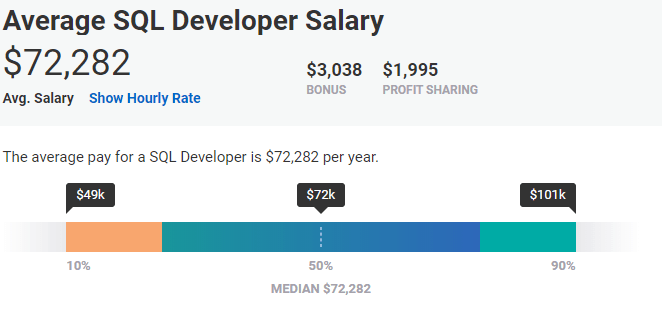 Average SQL Developer Salary
$72,282
$3,038 $1,995
BONUS PROFIT SHARING
Avg. Salary Show Hourly Rate
The average pay for a SQL Developer is $72,282 per year.
$49k $72k $101k
10% 50% 90%
MEDIAN $72,282